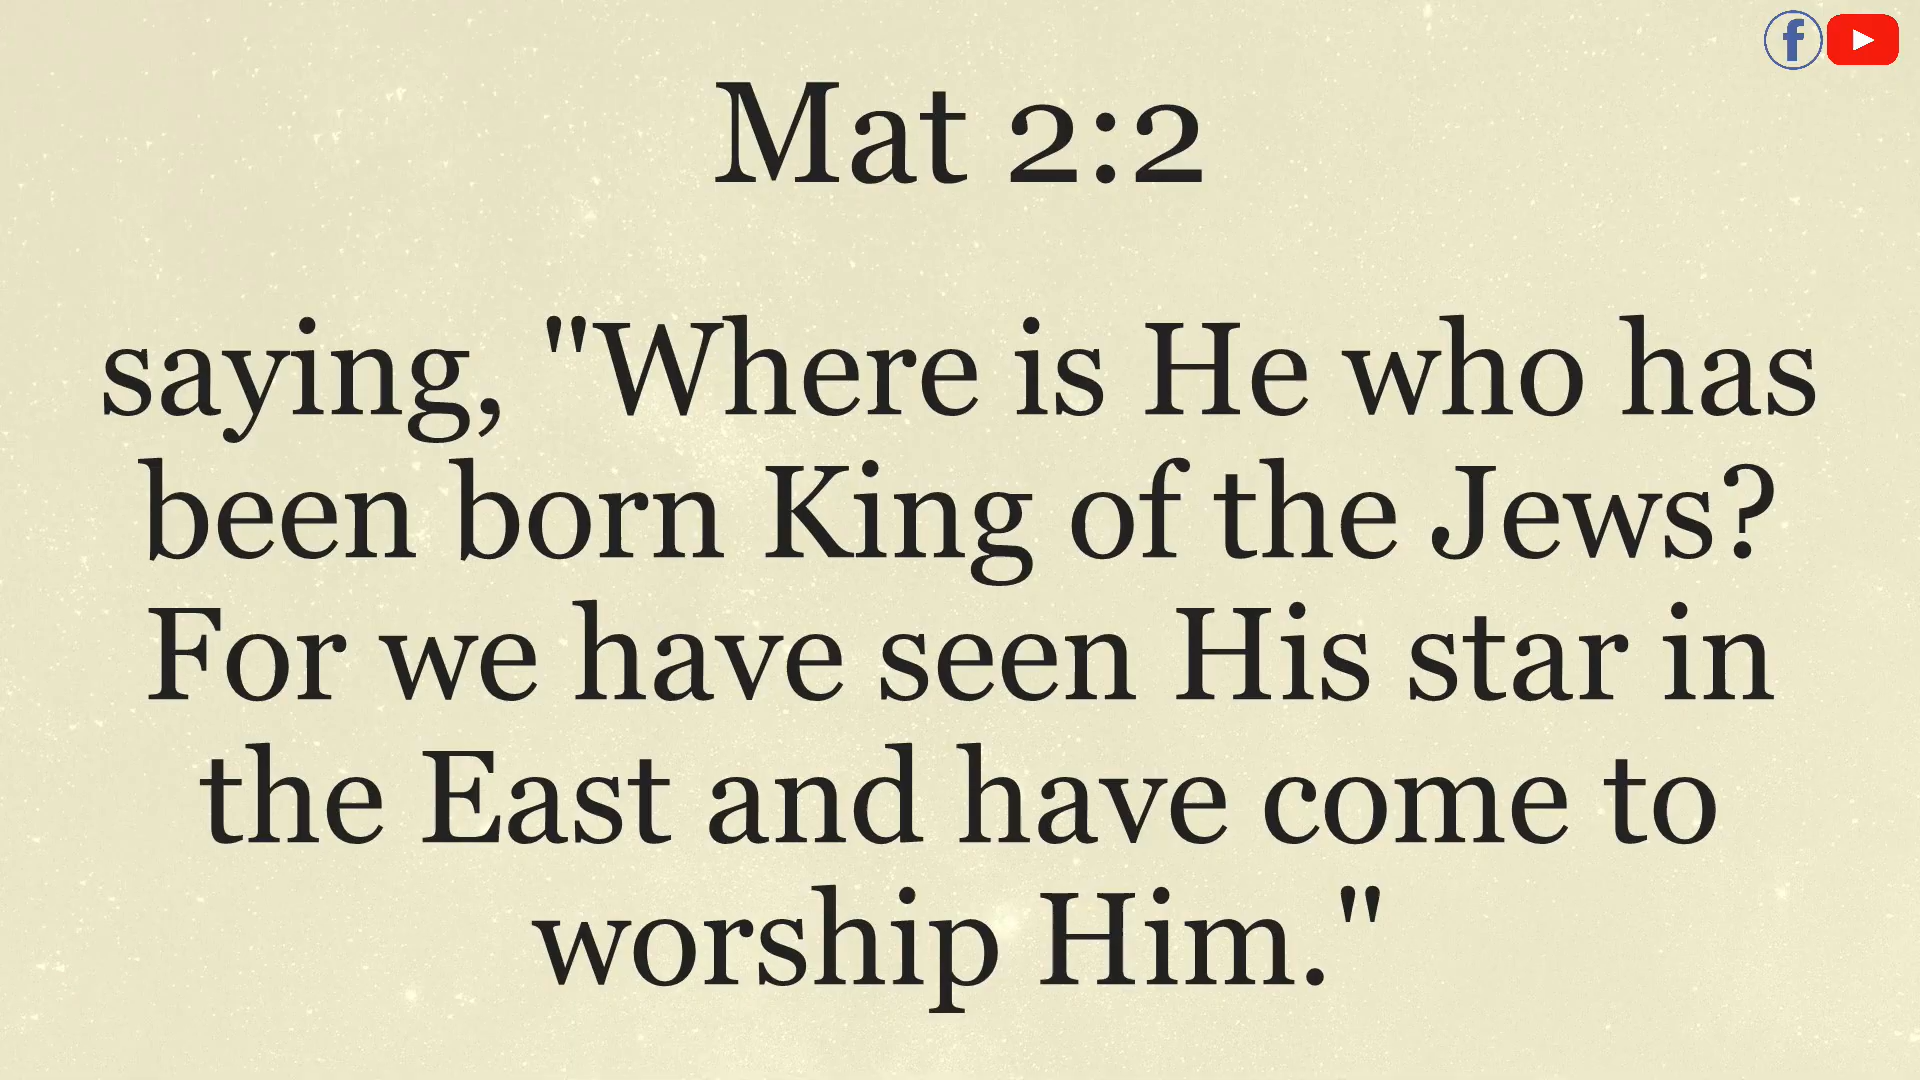 Mat 2:2
saying, "Where is He who has
been born King of the Jews?
For we have seen His star in
the East and have come to
worship Him."